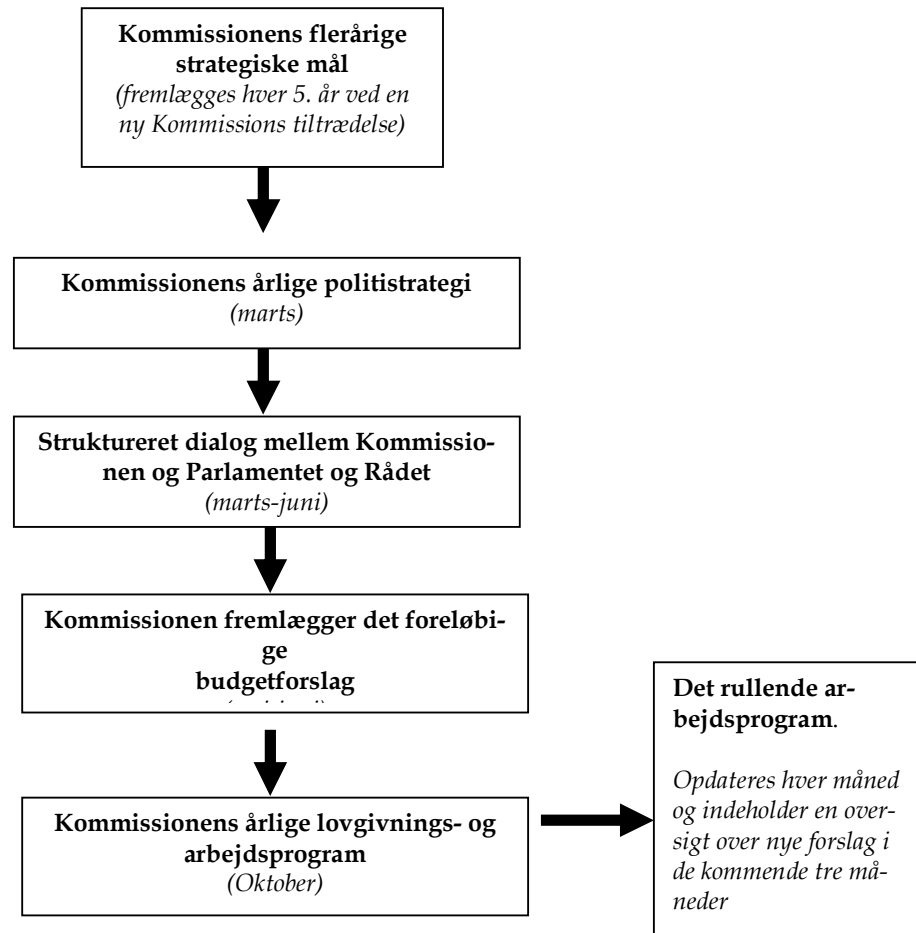 Kommissionens flerårige
strategiske mål
(fremlægges hver 5. år ved en
ny Kommissions tiltrædelse)
Kommissionens årlige politistrategi
(marts)
Struktureret dialog mellem Kommissio-
nen og Parlamentet og Rådet
(marts-juni)
Kommissionen fremlægger det foreløbi-
ge
budgetforslag
Kommissionens årlige lovgivnings- og
arbejdsprogram
(Oktober)
Det rullende ar-
bejdsprogram.
Opdateres hver måned
og indeholder en over-
sigt over nye forslag i
de kommende tre må-
neder